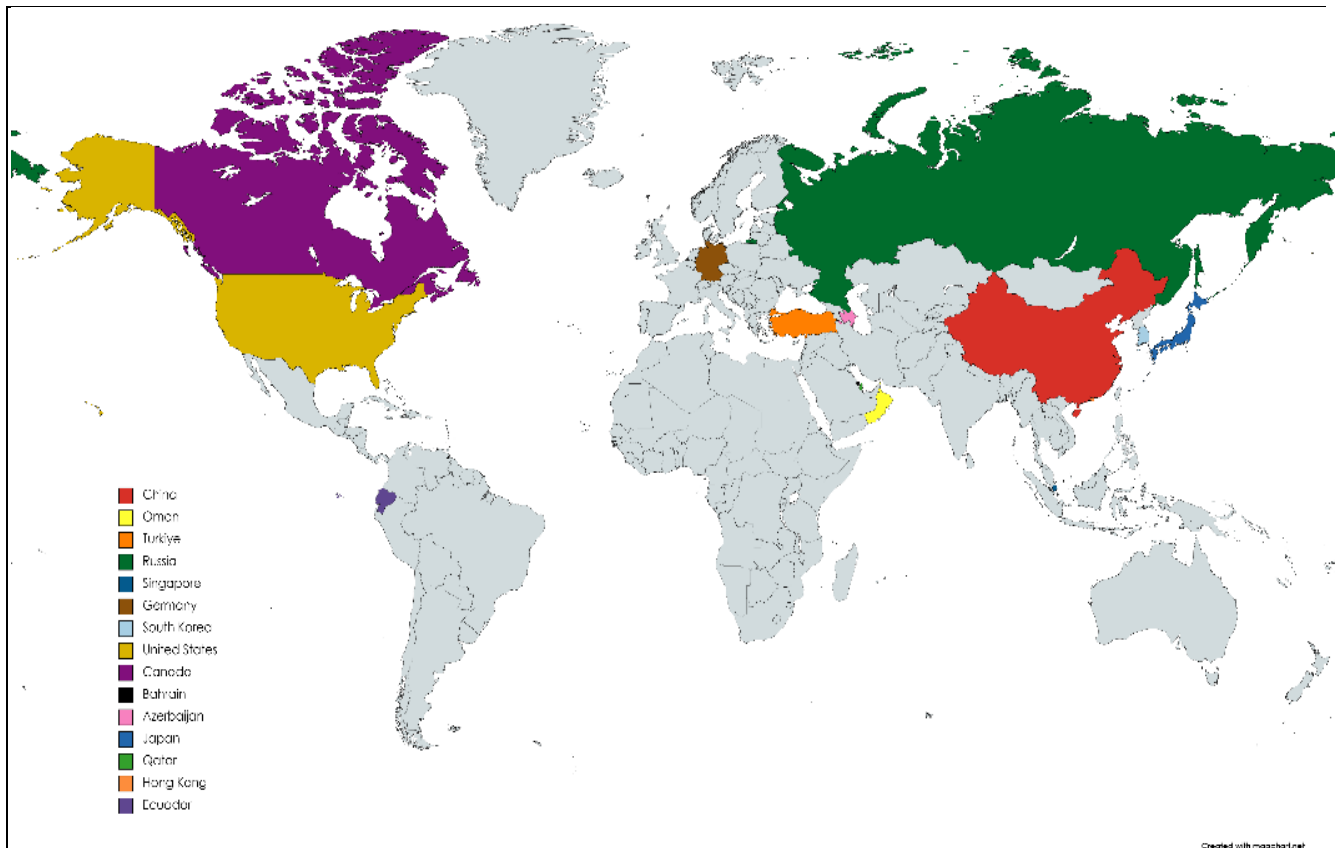 China
Oman
Turkiye
Russia
Singapore
Germany
South Korea
United States
Canada
Bahrain
Azerbaijan
Japan
Qatar
Hong Kong
Ecuador
Created with mapchart.net